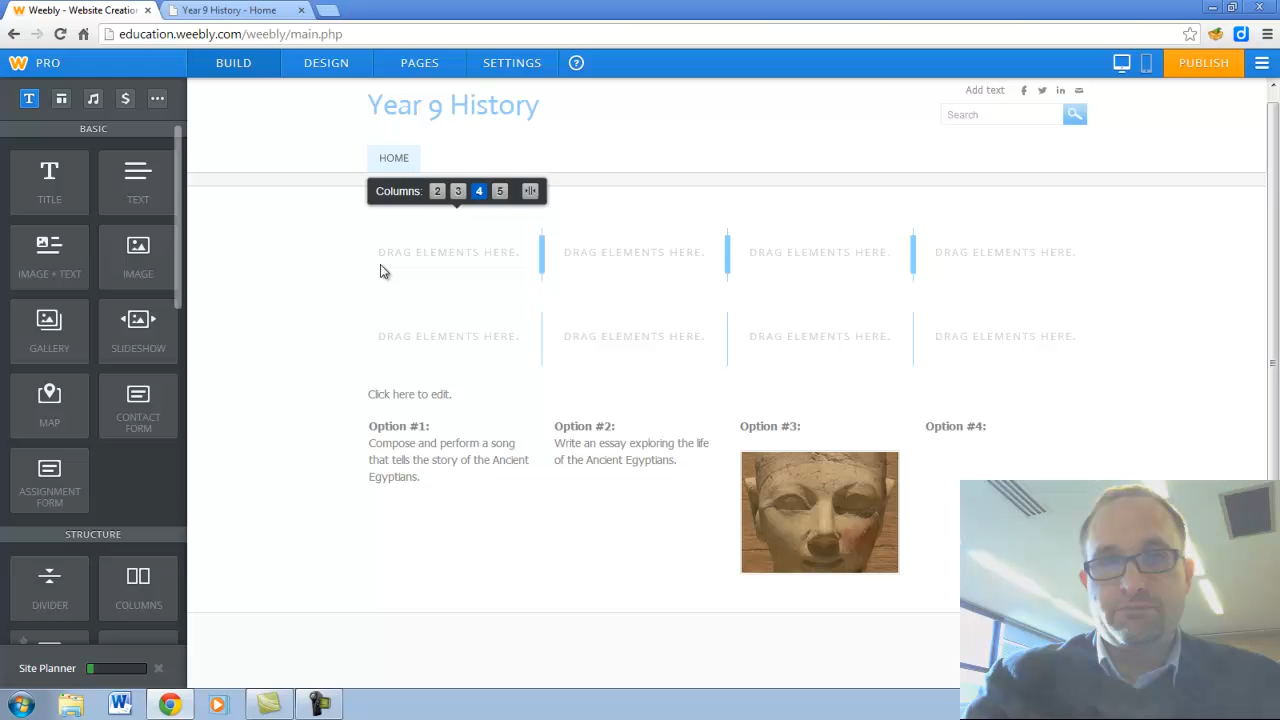 Weebly - Website Creation
Year 9 History - Home
education.weebly.com/weebly/main.php
PRO
BUILD
DESIGN
PAGES
SETTINGS
?
PUBLISH
T
$
BASIC
T
TITLE
TEXT
IMAGE + TEXT
IMAGE
GALLERY
SLIDESHOW
MAP
CONTACT FORM
ASSIGNMENT FORM
STRUCTURE
DIVIDER
COLUMNS
Site Planner
Year 9 History
Add text
Search
HOME
Columns: 2 3 4 5
DRAG ELEMENTS HERE. DRAG ELEMENTS HERE. DRAG ELEMENTS HERE. DRAG ELEMENTS HERE.
DRAG ELEMENTS HERE. DRAG ELEMENTS HERE. DRAG ELEMENTS HERE. DRAG ELEMENTS HERE.
Click here to edit.
Option #1:
Compose and perform a song
that tells the story of the Ancient
Egyptians.
Option #2:
Write an essay exploring the life
of the Ancient Egyptians.
Option #3:
Option #4: